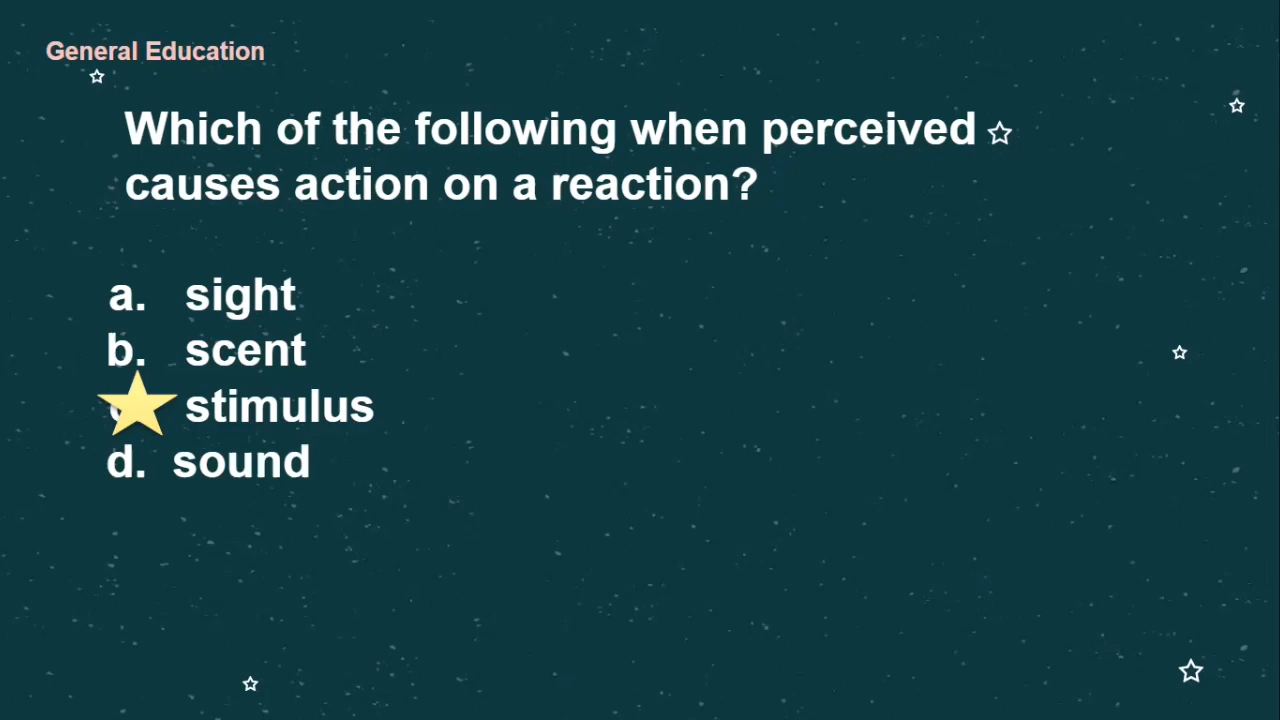 General Education
Which of the following when perceived
causes action on a reaction?
a. sight
b. scent
stimulus
d. sound